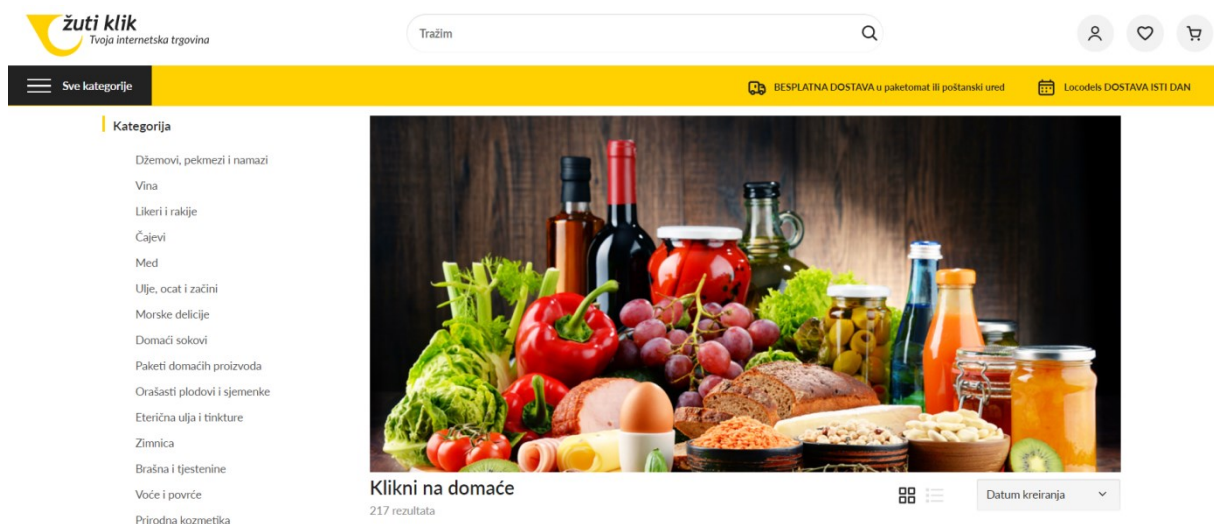 žuti klik
Tvoja internetska trgovina
Tražim
Sve kategorije
BESPLATNA DOSTAVA u paketomat ili poštanski ured
Locodels DOSTAVA ISTI DAN
Kategorija
Džemovi, pekmezi i namazi
Vina
Likeri i rakije
Čajevi
Med
Ulje, ocat i začini
Morske delicije
Domaći sokovi
Paketi domaćih proizvoda
Orašasti plodovi i sjemenke
Eterična ulja i tinkture
Zimnica
Brašna i tjestenine
Voće i povrće
Prirodna kozmetika
Klikni na domaće
217 rezultata
Datum kreiranja